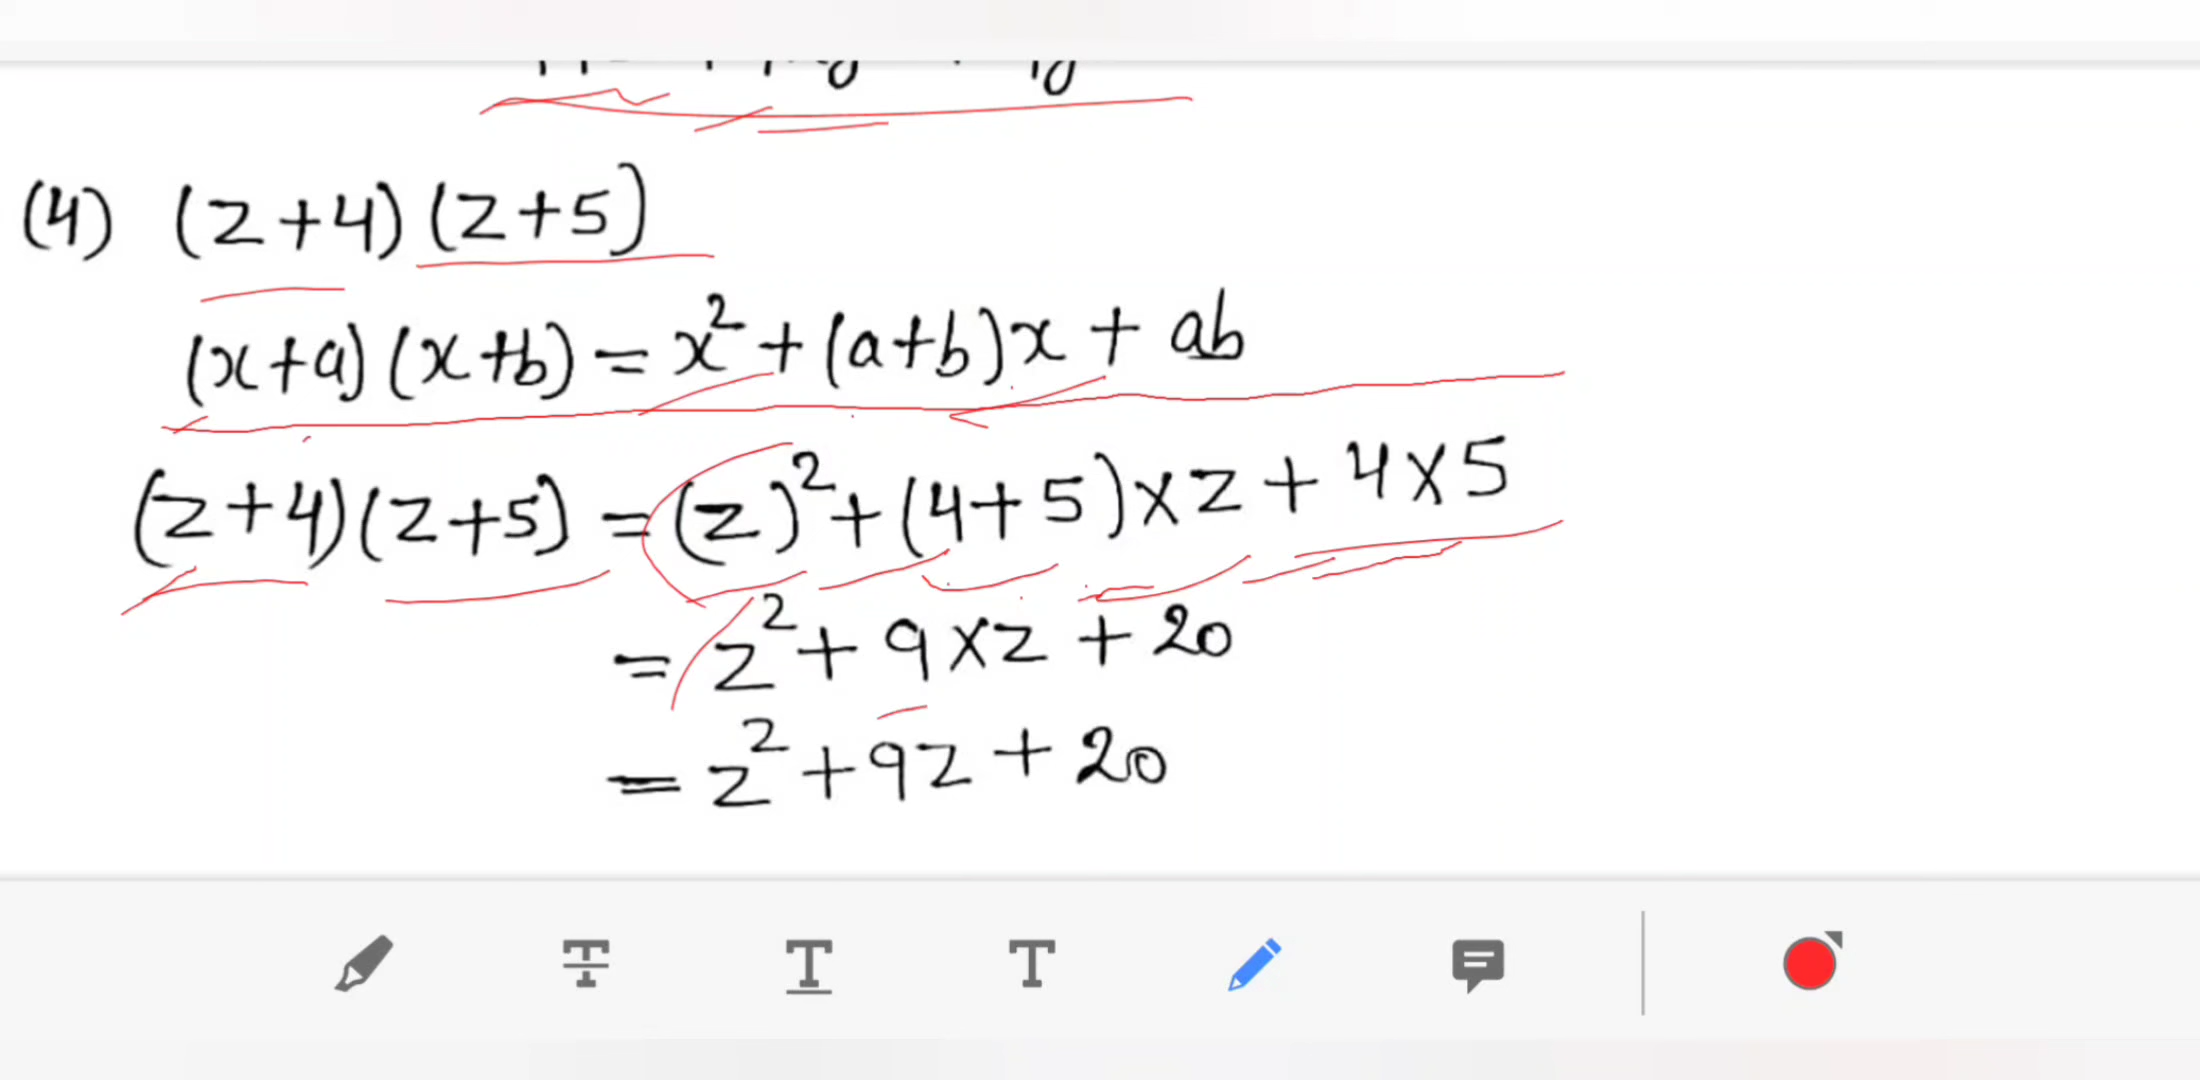 (4) (z+4)(z+5)
(x+a)(x+b) = x²+(a+b)x + ab
(z+4)(z+5) = (z)²+(4+5)×z + 4×5
= z²+ 9×z + 20
= z²+9z + 20
T T T